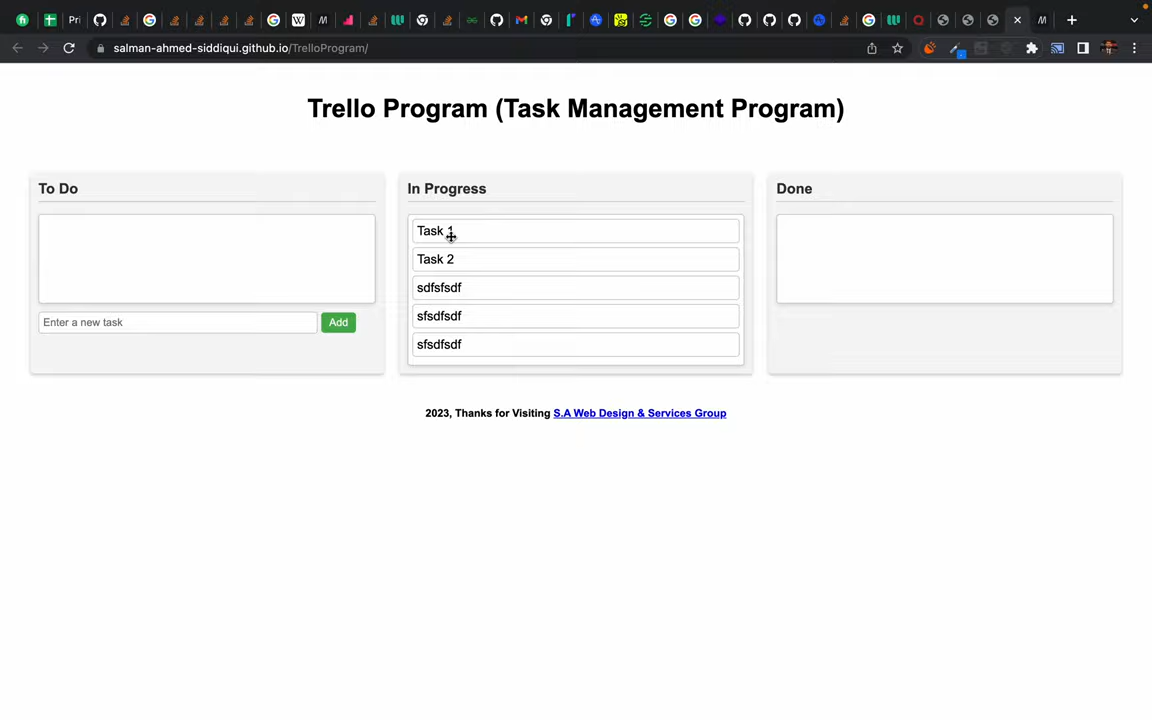 Pri
salman-ahmed-siddiqui.github.io/TrelloProgram/
Trello Program (Task Management Program)
To Do
In Progress
Done
Task 1
Task 2
sdfsfsdf
sfsdfsdf
sfsdfsdf
Enter a new task
Add
2023, Thanks for Visiting S.A Web Design & Services Group